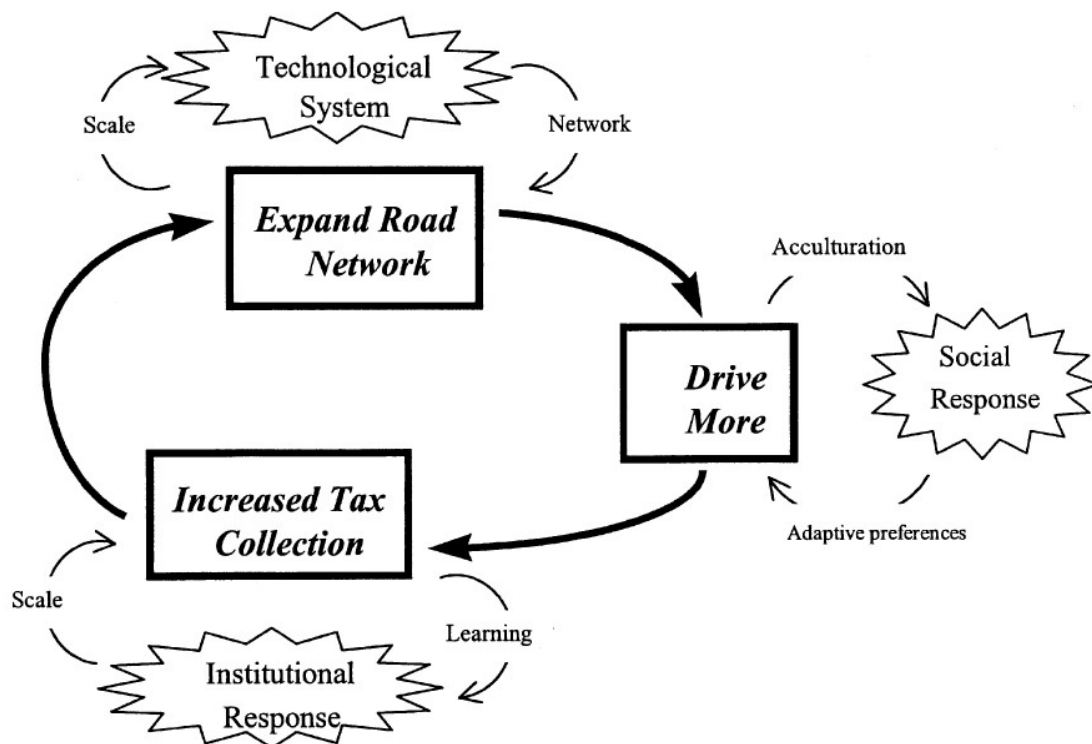 Technological
System
Scale
Network
Expand Road
Network
Acculturation
Drive
More
Social
Response
Adaptive preferences
Increased Tax
Collection
Scale
Learning
Institutional
Response